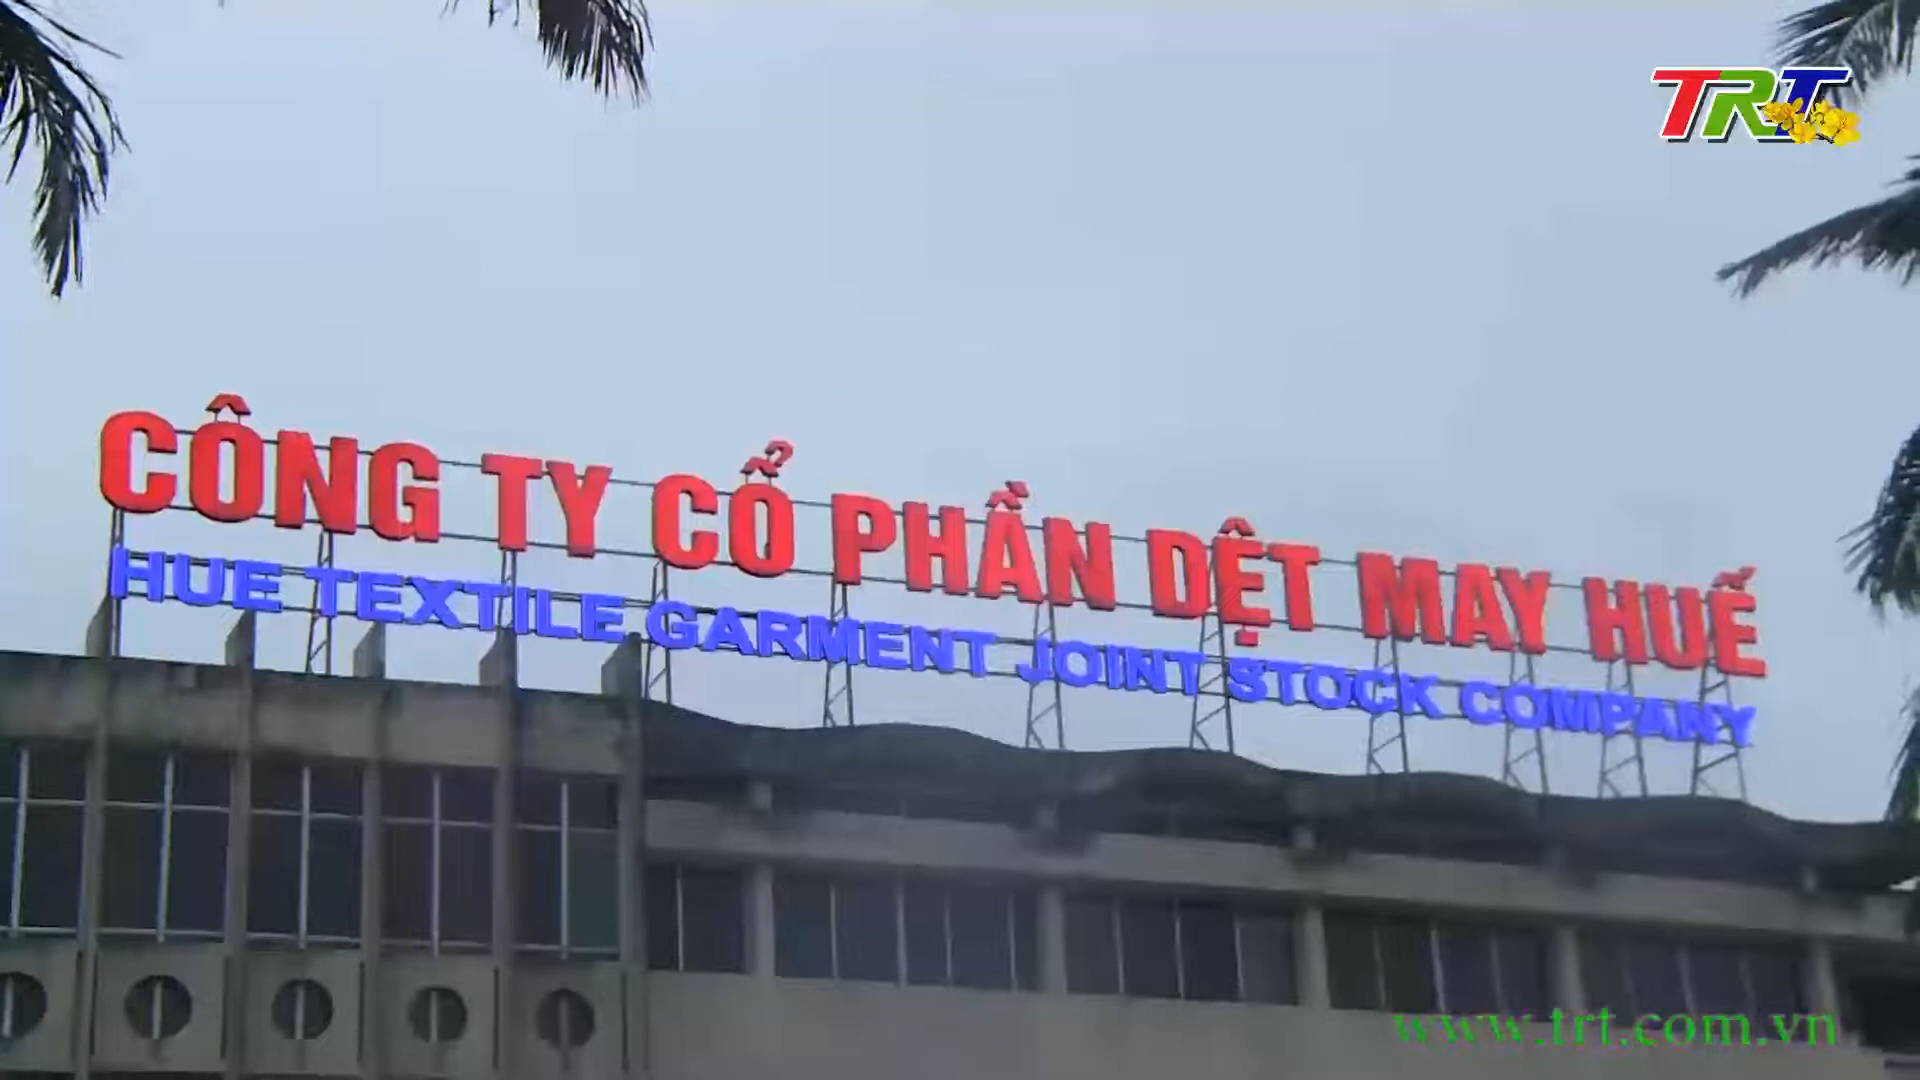 TRT
CÔNG TY CỔ PHẦN DỆT MAY HUẾ
HUE TEXTILE GARMENT JOINT STOCK COMPANY
www.trt.com.vn